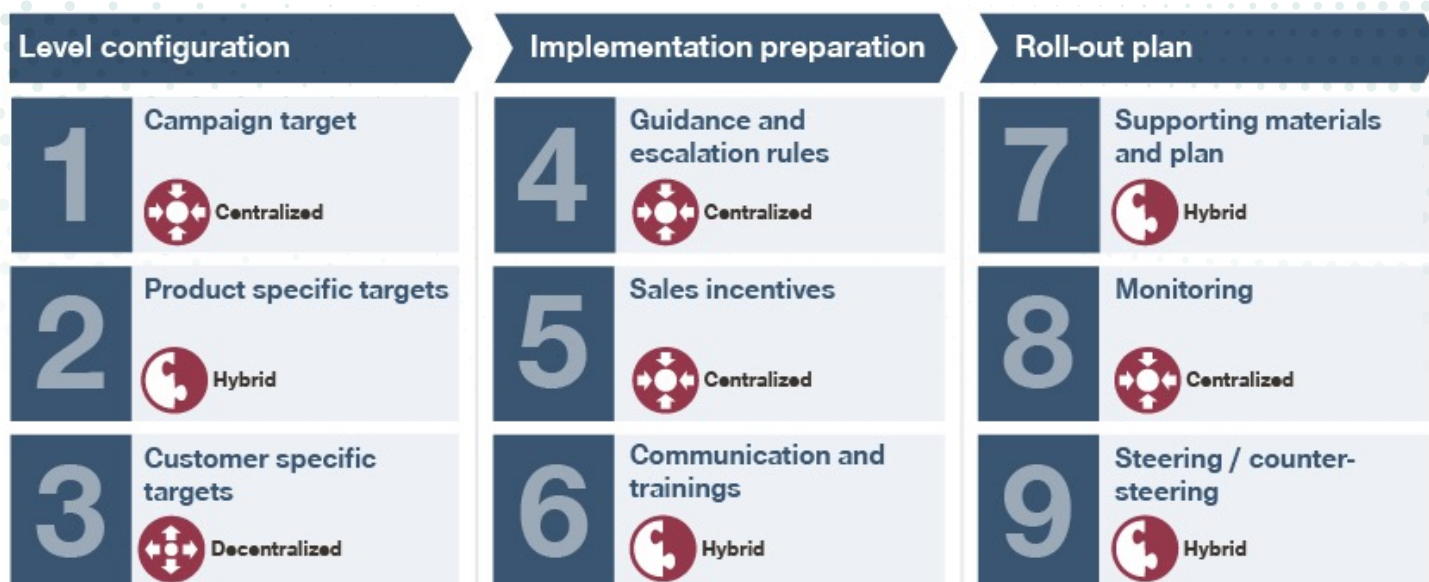 Level configuration
Implementation preparation
Roll-out plan
1
Campaign target
Centralized
2
Product specific targets
Hybrid
3
Customer specific
targets
Decentralized
4
Guidance and
escalation rules
Centralized
5
Sales incentives
Centralized
6
Communication and
trainings
Hybrid
7
Supporting materials
and plan
Hybrid
8
Monitoring
Centralized
9
Steering / counter-
steering
Hybrid